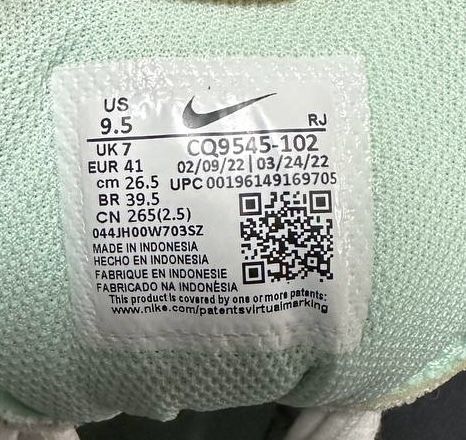 US
9.5 RJ
UK 7 CQ9545-102
EUR 41 02/09/22 | 03/24/22
cm 26.5 UPC 00196149169705
BR 39.5
CN 265(2.5)
044JH00W703SZ
MADE IN INDONESIA
HECHO EN INDONESIA
FABRIQUE EN INDONESIE
FABRICADO NA INDONÉSIA
This product is covered by one or more patents:
www.nike.com/patentsvirtualmarking